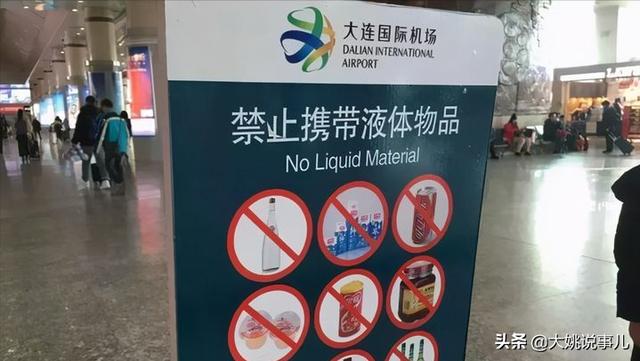 大连国际机场
DALIAN INTERNATIONAL
AIRPORT
禁止携带液体物品
No Liquid Material
头条 @大姚说事儿